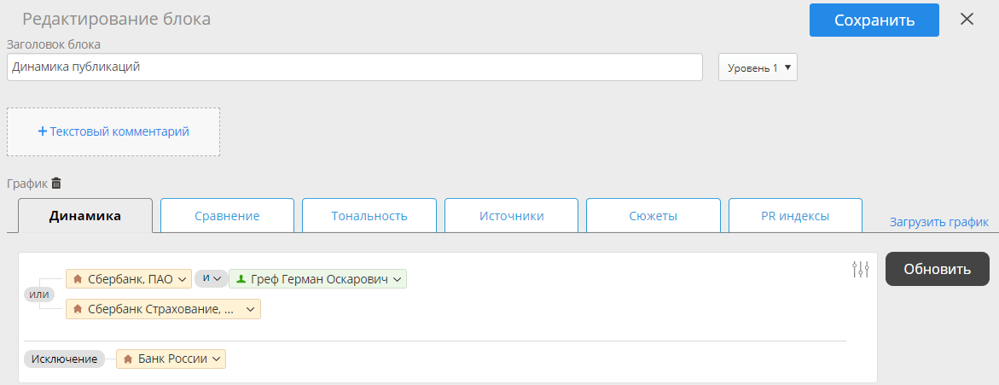 Редактирование блока
Сохранить
Заголовок блока
Динамика публикаций
Уровень 1
+ Текстовый комментарий
График
Динамика
Сравнение
Тональность
Источники
Сюжеты
PR индексы
Загрузить график
Сбербанк, ПАО и Греф Герман Оскарович
Обновить
или
Сбербанк Страхование, ...
Исключение Банк России